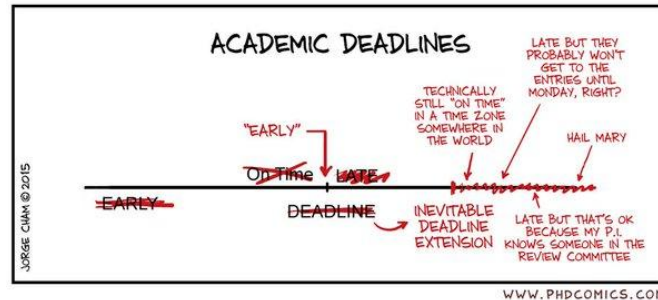 ACADEMIC DEADLINES
LATE BUT THEY
PROBABLY WON'T
GET TO THE
ENTRIES UNTIL
MONDAY, RIGHT?
TECHNICALLY
STILL "ON TIME"
IN A TIME ZONE
SOMEWHERE IN
THE WORLD
"EARLY"
HAIL MARY
On Time
LATE
EARLY
DEADLINE
INEVITABLE
DEADLINE
EXTENSION
LATE BUT THAT'S OK
BECAUSE MY P.I.
KNOWS SOMEONE IN THE
REVIEW COMMITTEE
JORGE CHAM © 2015
WWW.PHDCOMICS.COM